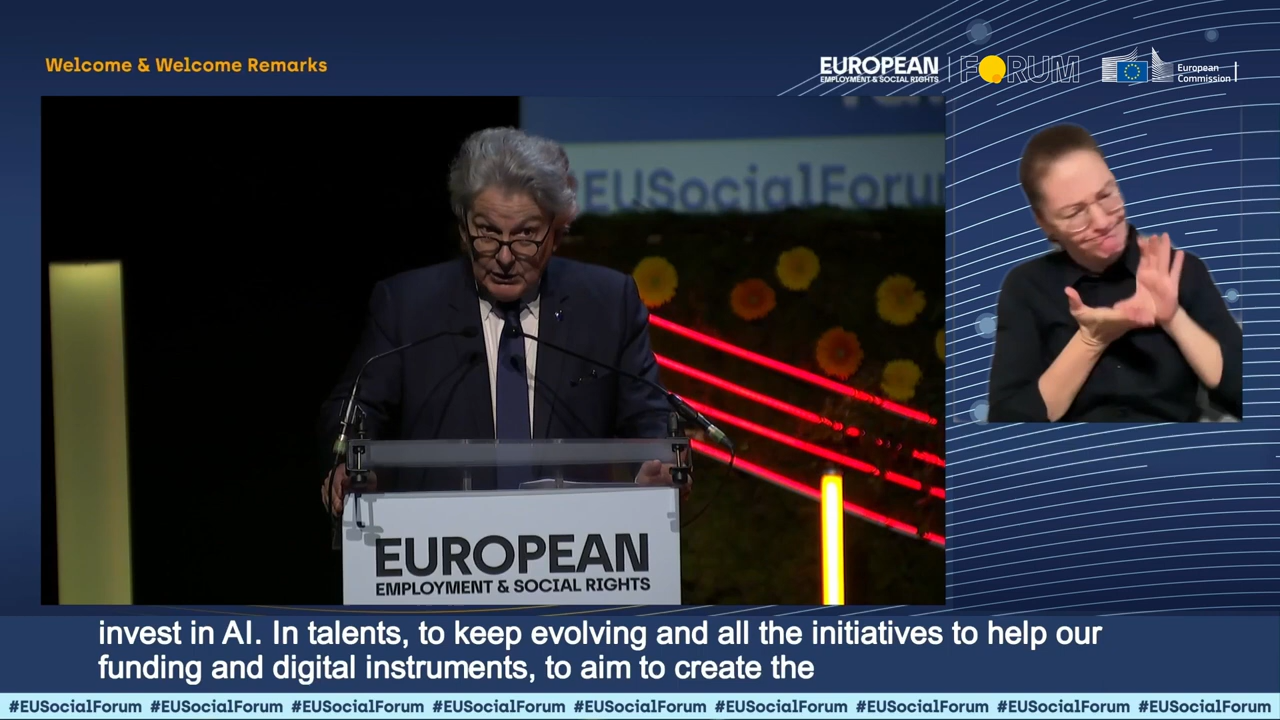 Welcome & Welcome Remarks
EUROPEAN
EMPLOYMENT & SOCIAL RIGHTS
FORUM
European
Commission
EUSocialForu
EUROPEAN
EMPLOYMENT & SOCIAL RIGHTS
invest in AI. In talents, to keep evolving and all the initiatives to help our
funding and digital instruments, to aim to create the
#EUSocialForum #EUSocialForum #EUSocialForum #EUSocialForum #EUSocialForum #EUSocialForum #EUSocialForum #EUSocialForum #EUSocialForum